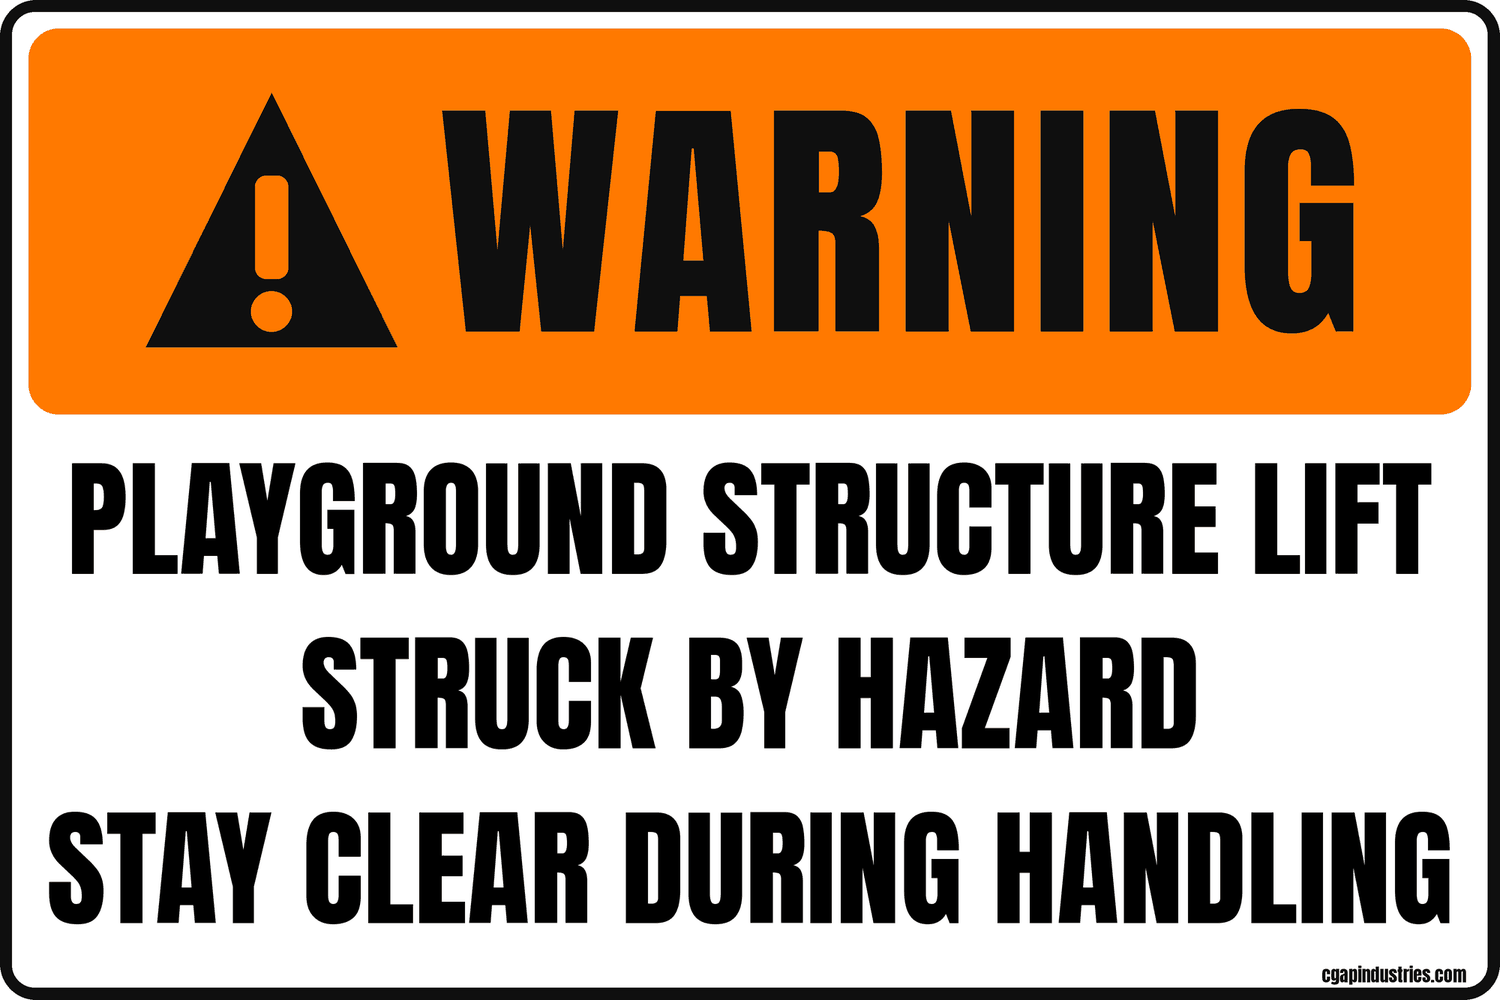 WARNING
PLAYGROUND STRUCTURE LIFT
STRUCK BY HAZARD
STAY CLEAR DURING HANDLING
cgapindustries.com